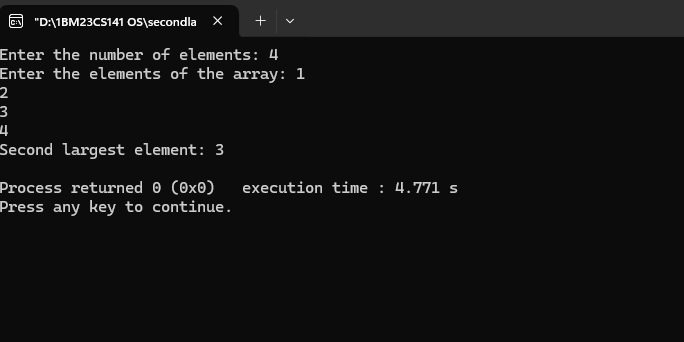 "D:\1BM23CS141 OS\secondla
Enter the number of elements: 4
Enter the elements of the array: 1
2
3
4
Second largest element: 3
Process returned 0 (0x0)   execution time : 4.771 s
Press any key to continue.